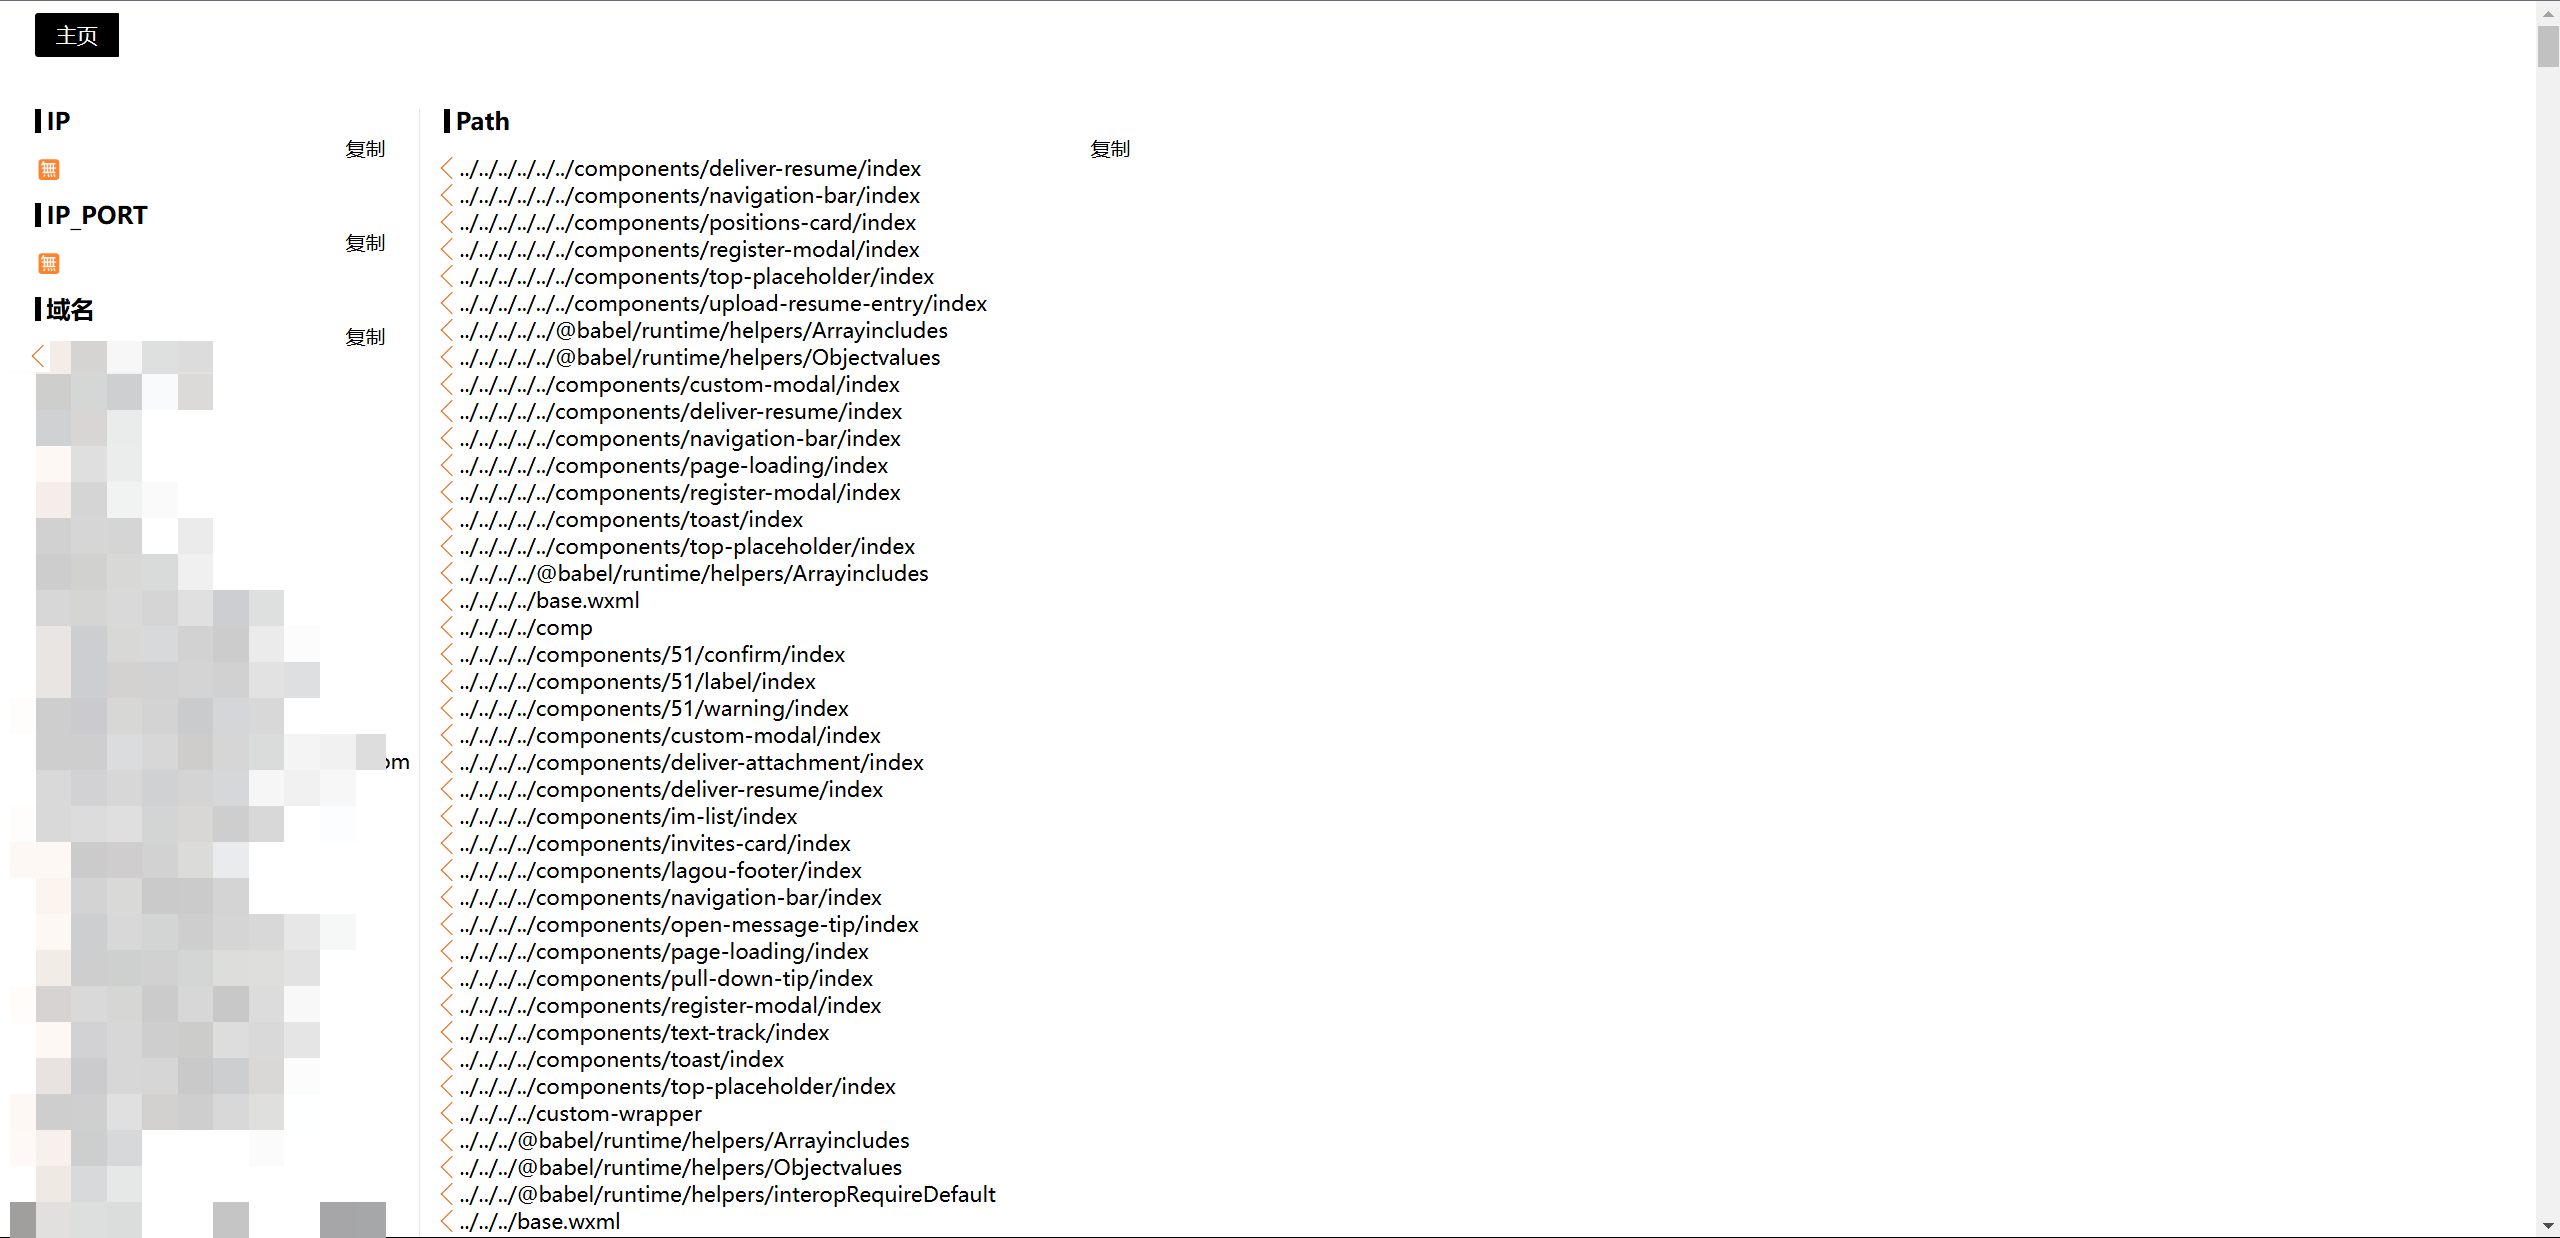 主页
IP
复制
無
IP_PORT
复制
無
域名
复制
om
Path
复制
../../../../../../components/deliver-resume/index
../../../../../../components/navigation-bar/index
../../../../../../components/positions-card/index
../../../../../../components/register-modal/index
../../../../../../components/top-placeholder/index
../../../../../../components/upload-resume-entry/index
../../../../../@babel/runtime/helpers/Arrayincludes
../../../../../@babel/runtime/helpers/Objectvalues
../../../../../components/custom-modal/index
../../../../../components/deliver-resume/index
../../../../../components/navigation-bar/index
../../../../../components/page-loading/index
../../../../../components/register-modal/index
../../../../../components/toast/index
../../../../../components/top-placeholder/index
../../../../@babel/runtime/helpers/Arrayincludes
../../../../base.wxml
../../../../comp
../../../../components/51/confirm/index
../../../../components/51/label/index
../../../../components/51/warning/index
../../../../components/custom-modal/index
../../../../components/deliver-attachment/index
../../../../components/deliver-resume/index
../../../../components/im-list/index
../../../../components/invites-card/index
../../../../components/lagou-footer/index
../../../../components/navigation-bar/index
../../../../components/open-message-tip/index
../../../../components/page-loading/index
../../../../components/pull-down-tip/index
../../../../components/register-modal/index
../../../../components/text-track/index
../../../../components/toast/index
../../../../components/top-placeholder/index
../../../../custom-wrapper
../../../@babel/runtime/helpers/Arrayincludes
../../../@babel/runtime/helpers/Objectvalues
../../../@babel/runtime/helpers/interopRequireDefault
../../../base.wxml